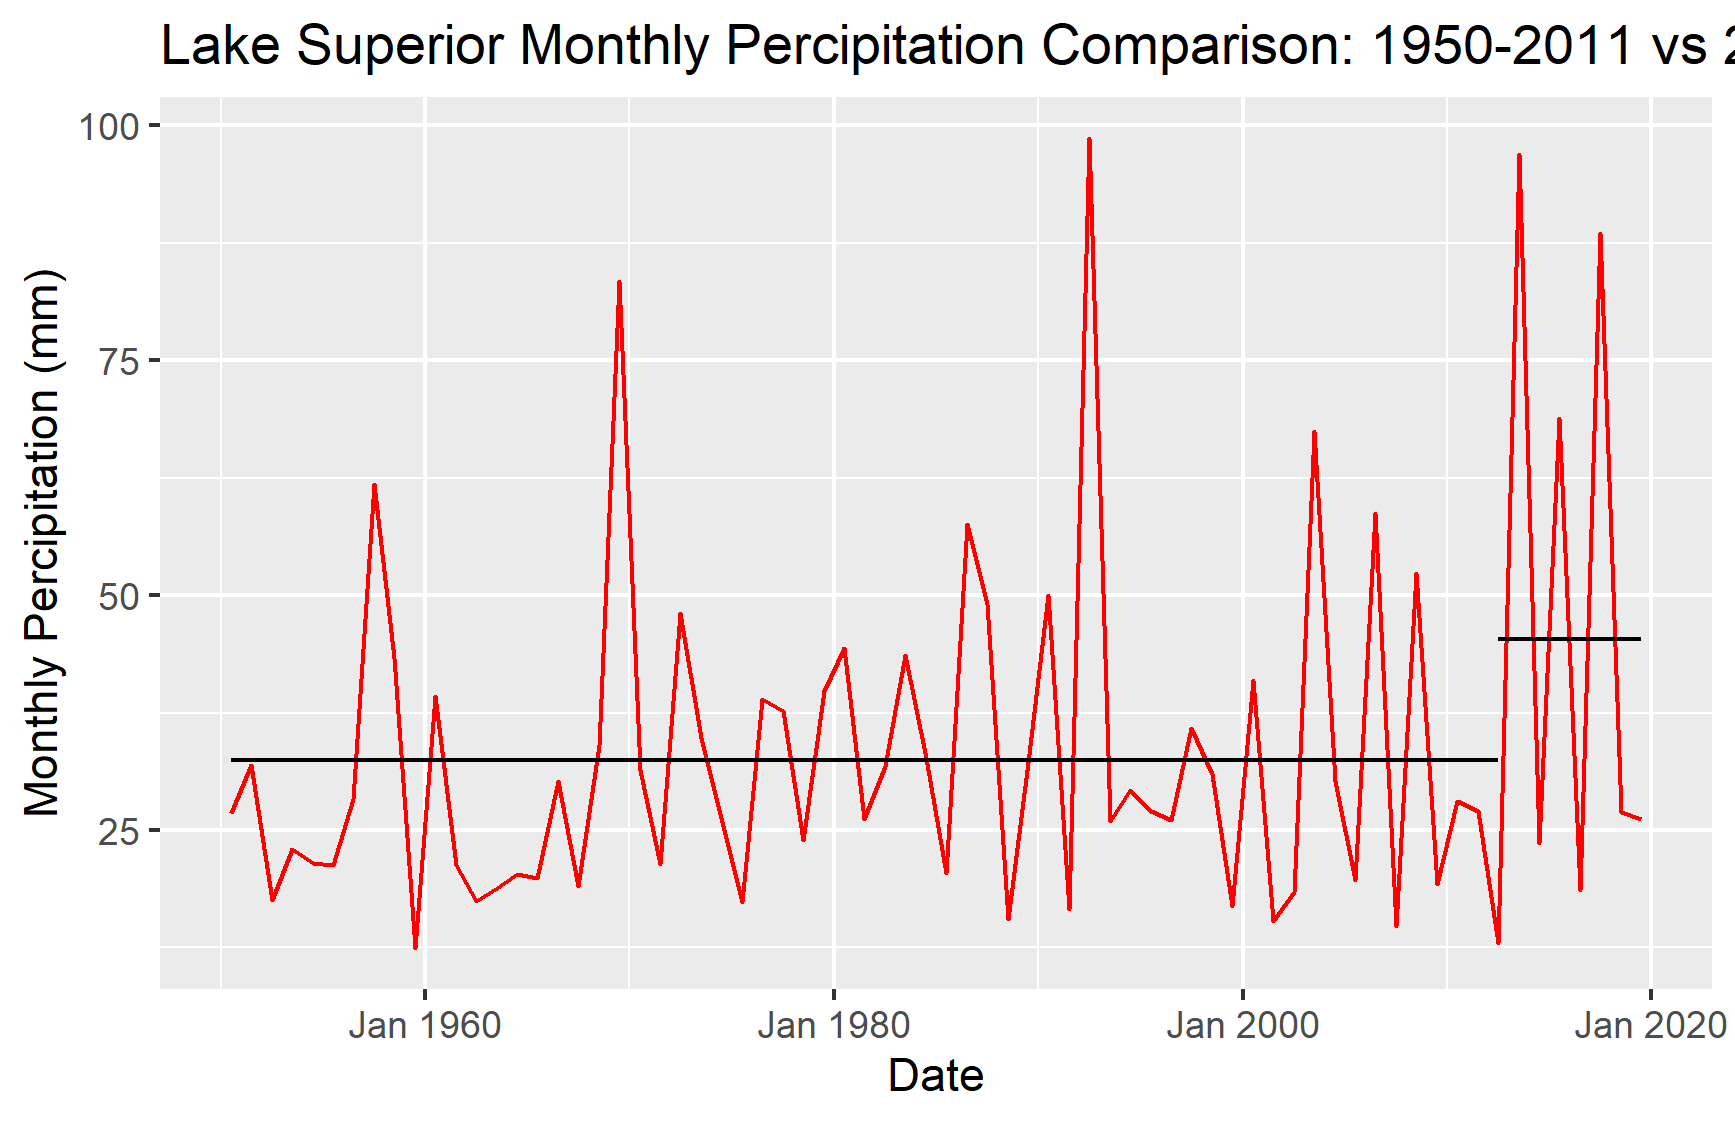 Lake Superior Monthly Percipitation Comparison: 1950-2011 vs 2
Monthly Percipitation (mm)
100
75
50
25
Jan 1960
Jan 1980
Jan 2000
Jan 2020
Date